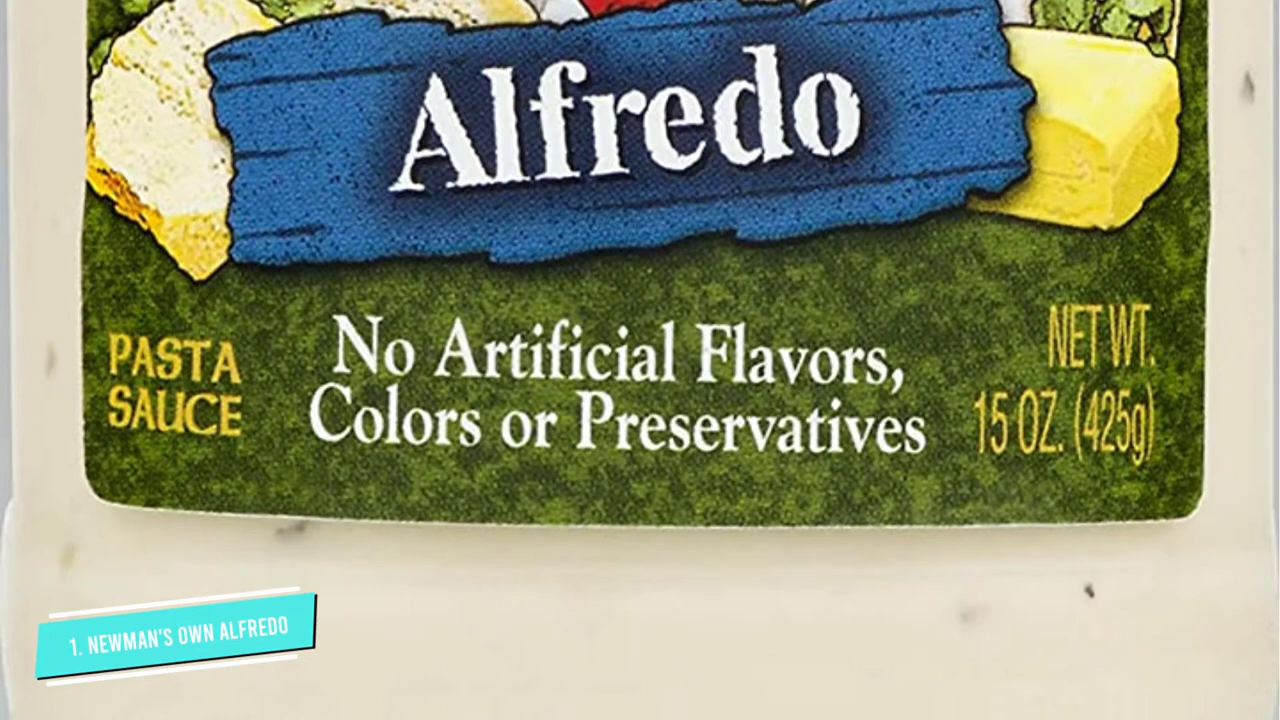 Alfredo
PASTA
SAUCE
No Artificial Flavors,
Colors or Preservatives
NET WT.
15 OZ. (425g)
1. NEWMAN'S OWN ALFREDO